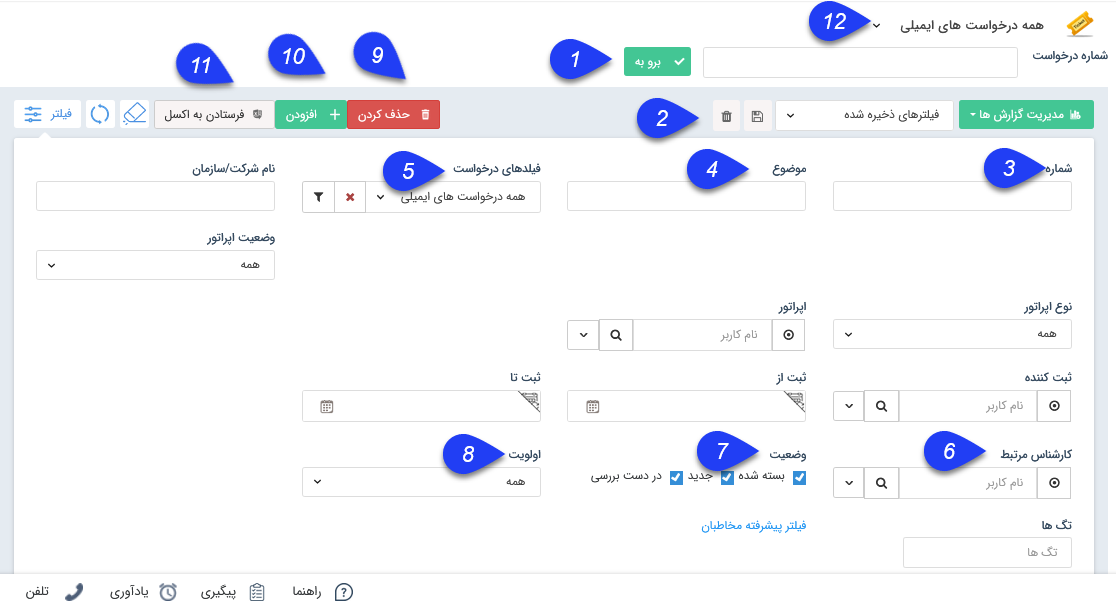 همه درخواست های ایمیلی 12
شماره درخواست برو به 1
مدیریت گزارش ها فیلترهای ذخیره شده 2 حذف کردن 9 افزودن 10 فرستادن به اکسل 11 فیلتر
شماره 3 موضوع 4 فیلدهای درخواست 5 نام شرکت/سازمان
همه درخواست های ایمیلی
وضعیت اپراتور
همه
نوع اپراتور اپراتور
همه نام کاربر
ثبت کننده ثبت از ثبت تا
نام کاربر
کارشناس مرتبط 6 وضعیت 7 اولویت 8
نام کاربر بسته شده جدید در دست بررسی همه
تگ ها فیلتر پیشرفته مخاطبان
تگ ها
راهنما پیگیری یادآوری تلفن